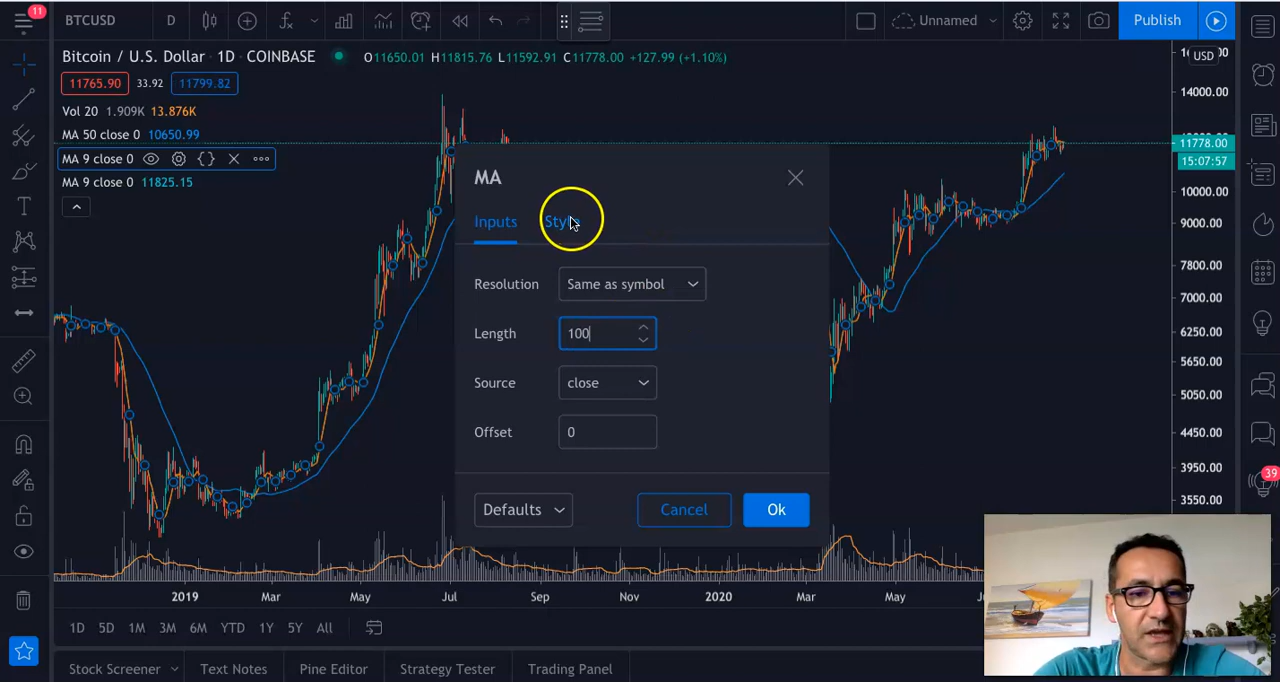 11
BTCUSD D Unnamed Publish
Bitcoin / U.S. Dollar · 1D · COINBASE O11650.01 H11815.76 L11592.91 C11778.00 +127.99 (+1.10%)
USD
11765.90 33.92 11799.82
14000.00
Vol 20 1.909K 13.876K
MA 50 close 0 10650.99
11778.00
MA 9 close 0
15:07:57
MA 9 close 0 11825.15
MA
10000.00
Inputs Style
9000.00
7800.00
Resolution Same as symbol
7000.00
Length 100
6250.00
5650.00
Source close
5050.00
Offset 0
4450.00
3950.00
39
Defaults Cancel Ok
3550.00
2019 Mar May Jul Sep Nov 2020 Mar May
1D 5D 1M 3M 6M YTD 1Y 5Y All
Stock Screener Text Notes Pine Editor Strategy Tester Trading Panel